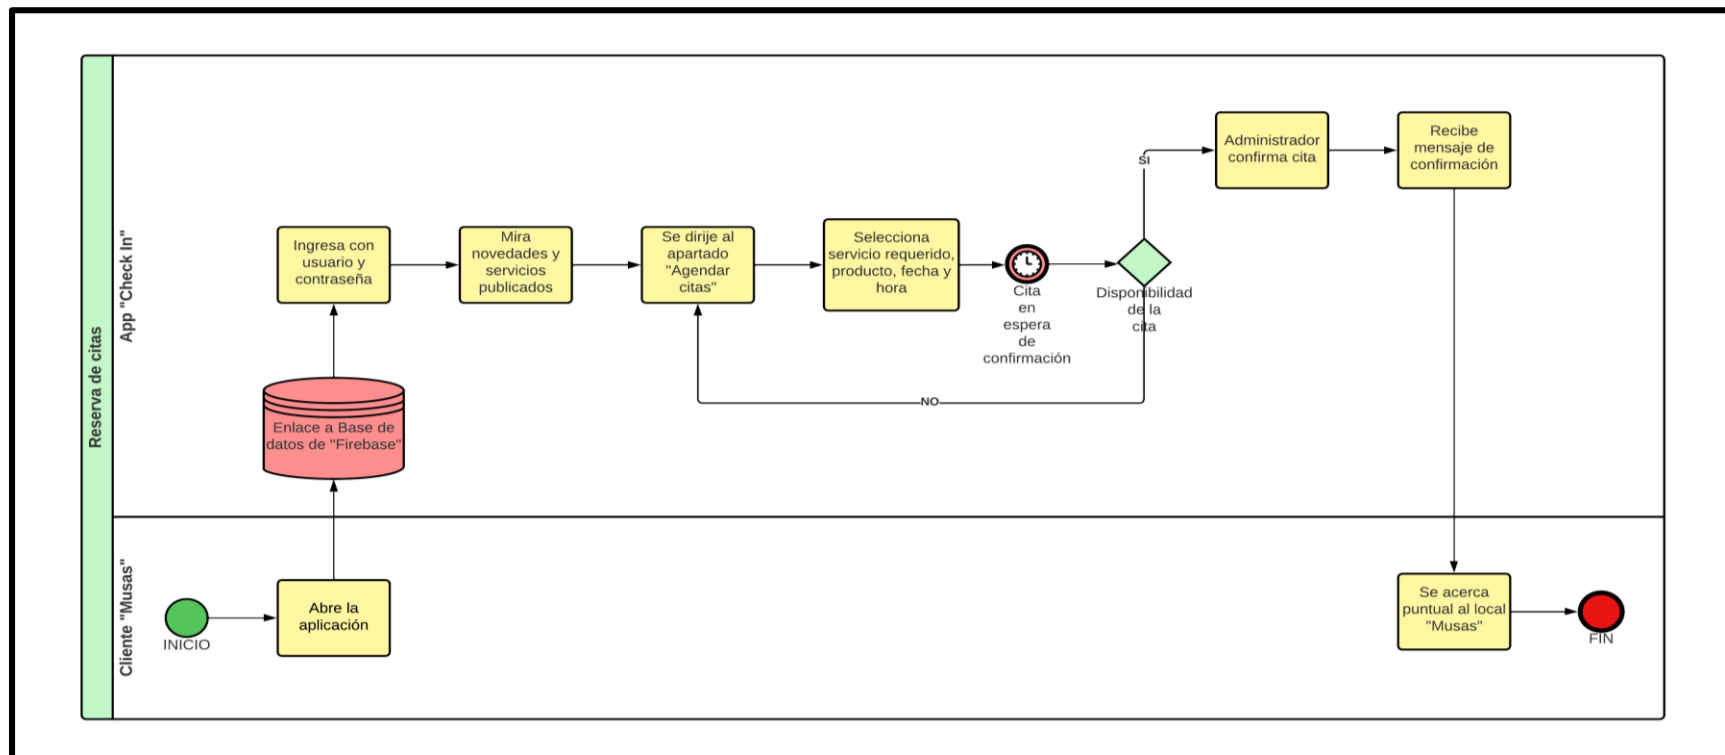 Reserva de citas
App "Check In"
Ingresa con
usuario y
contraseña
Mira
novedades y
servicios
publicados
Se dirije al
apartado
"Agendar
citas"
Selecciona
servicio requerido,
producto, fecha y
hora
Cita
en
espera
de
confirmación
Disponibilidad
de la
cita
SI
NO
Administrador
confirma cita
Recibe
mensaje de
confirmación
Enlace a Base de
datos de "Firebase"
Cliente "Musas"
INICIO
Abre la
aplicación
Se acerca
puntual al local
"Musas"
FIN